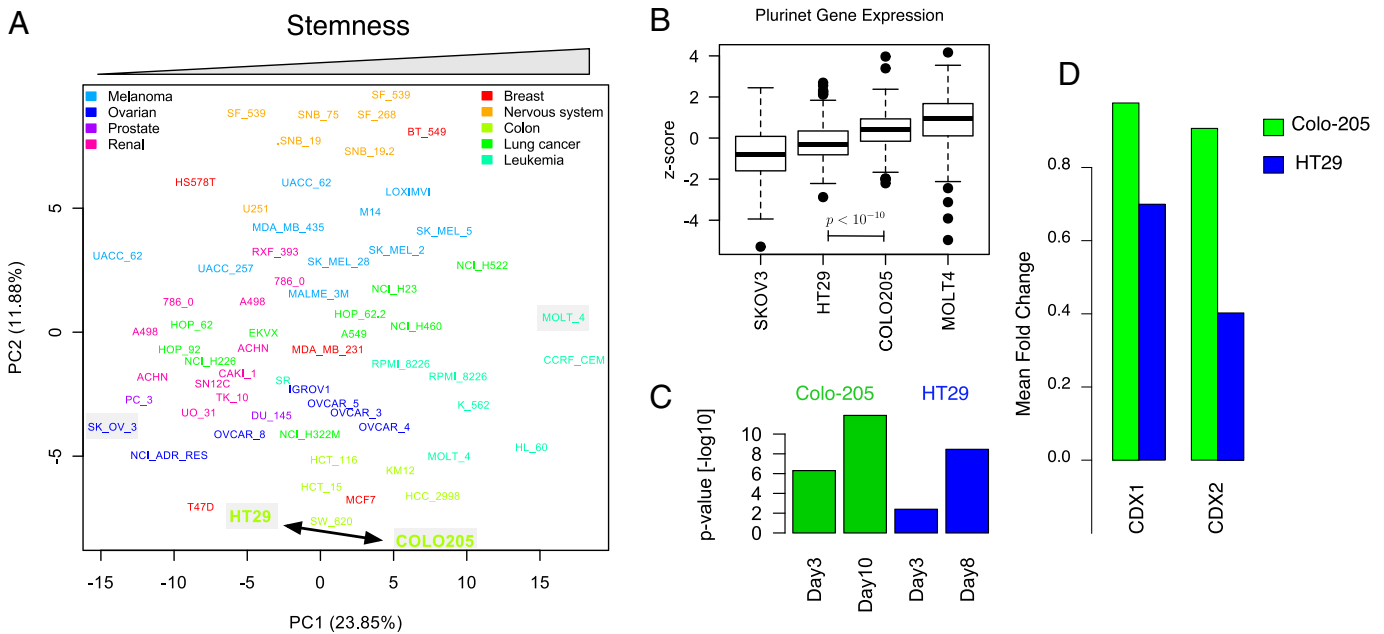 A
Stemness
Melanoma
Ovarian
Prostate
Renal
Breast
Nervous system
Colon
Lung cancer
Leukemia
SF_539
SF_539
SNB_75
SF_268
BT_549
SNB_19
SNB_19.2
HS578T
UACC_62
LOXIMVI
U251
M14
MDA_MB_435
SK_MEL_5
RXF_393
SK_MEL_2
UACC_62
UACC_257
SK_MEL_28
NCI_H522
786_0
MALME_3M
NCI_H23
786_0
A498
HOP_62.2
MOLT_4
A498
HOP_62
EKVX
A549
NCI_H460
HOP_92
ACHN
MDA_MB_231
NCI_H226
RPMI_8226
CCRF_CEM
ACHN
CAKI_1
SN12C
SR
RPMI_8226
IGROV1
PC_3
TK_10
OVCAR_5
K_562
UO_31
DU_145
OVCAR_3
SK_OV_3
OVCAR_8
NCI_H322M
OVCAR_4
NCI_ADR_RES
HCT_116
MOLT_4
HL_60
KM12
HCT_15
MCF7
HCC_2998
T47D
HT29
SW_620
COLO205
5
0
-5
PC2 (11.88%)
-15 -10 -5 0 5 10 15
PC1 (23.85%)
B
Plurinet Gene Expression
z-score
4
2
0
-2
-4
p < 10⁻¹⁰
SKOV3
HT29
COLO205
MOLT4
C
Colo-205 HT29
p-value [-log10]
10
8
6
4
2
0
Day3
Day10
Day3
Day8
D
Colo-205
HT29
Mean Fold Change
0.8
0.6
0.4
0.2
0.0
CDX1
CDX2